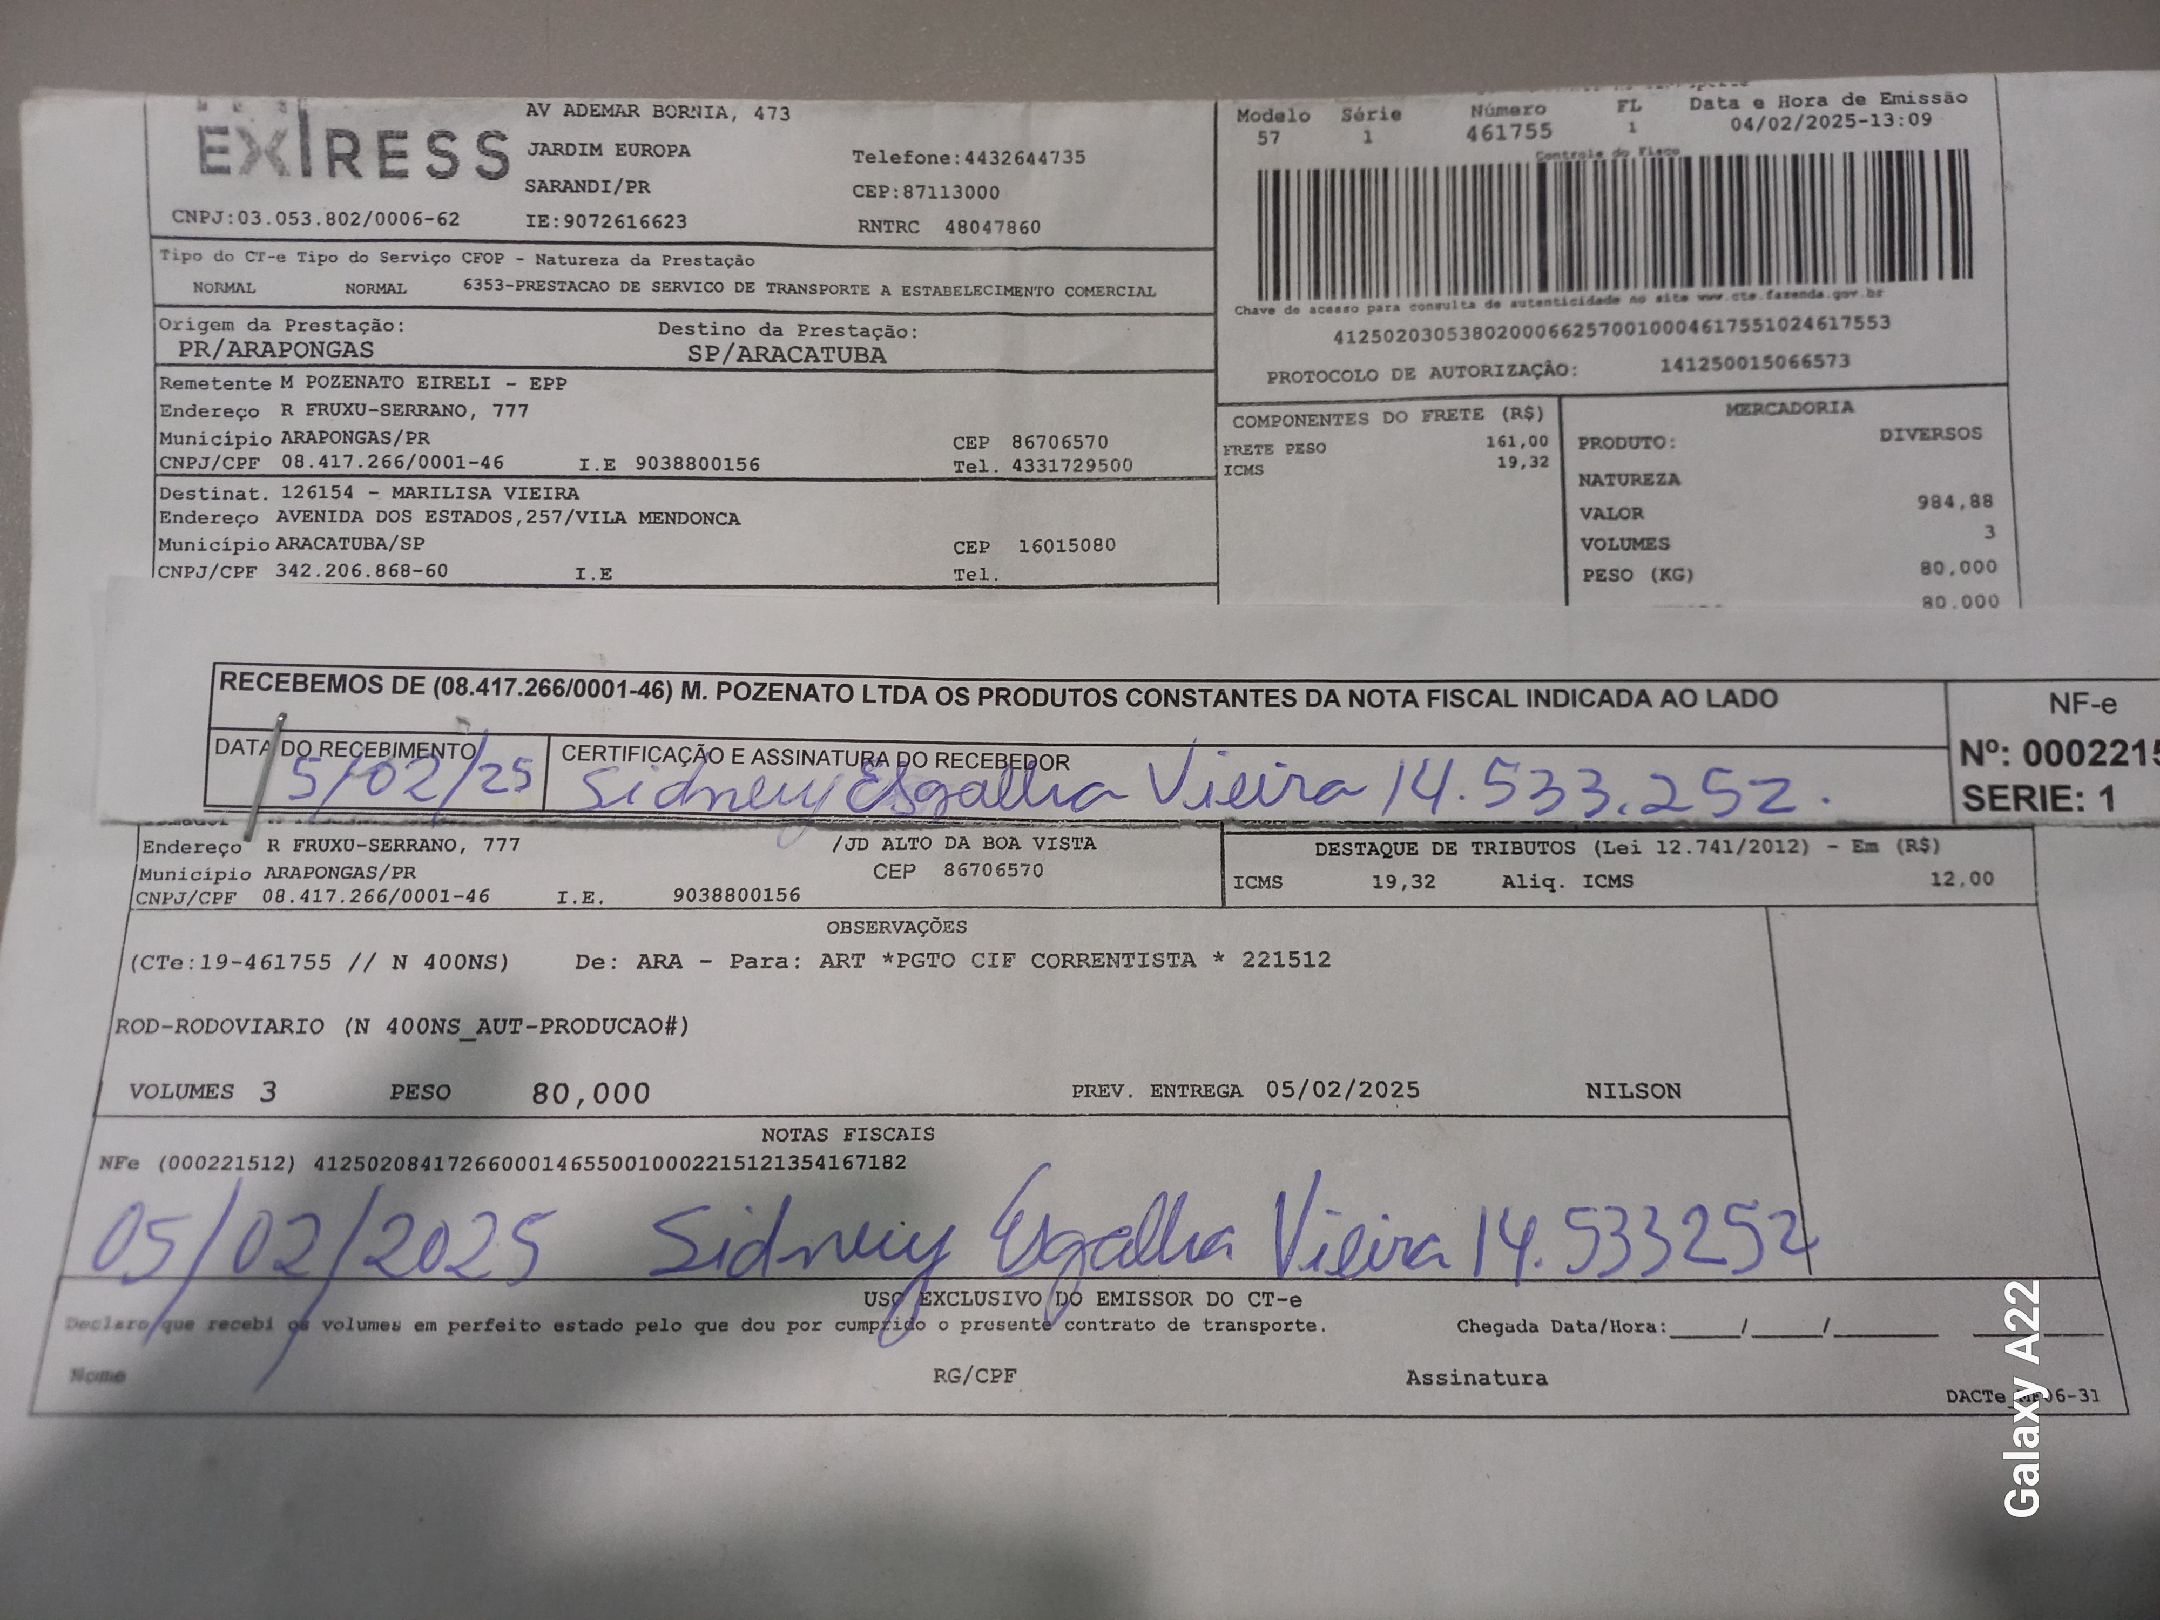 EXPRESS
AV ADEMAR BORNIA, 473
JARDIM EUROPA
Telefone:4432644735
SARANDI/PR
CEP:87113000
CNPJ:03.053.802/0006-62
IE:9072616623
RNTRC 48047860
Modelo Série Número FL Data e Hora de Emissão
57 1 461755 1 04/02/2025-13:09
Controle do Fisco
Chave de acesso para consulta de autenticidade no site www.cte.fazenda.gov.br
41250203053802000662570010004617551024617553
PROTOCOLO DE AUTORIZAÇÃO: 141250015066573
Tipo do CT-e Tipo do Serviço CFOP - Natureza da Prestação
NORMAL NORMAL 6353-PRESTACAO DE SERVICO DE TRANSPORTE A ESTABELECIMENTO COMERCIAL
Origem da Prestação: Destino da Prestação:
PR/ARAPONGAS SP/ARACATUBA
Remetente M POZENATO EIRELI - EPP
Endereço R FRUXU-SERRANO, 777
Município ARAPONGAS/PR CEP 86706570
CNPJ/CPF 08.417.266/0001-46 I.E 9038800156 Tel. 4331729500
Destinat. 126154 - MARILISA VIEIRA
Endereço AVENIDA DOS ESTADOS,257/VILA MENDONCA
Município ARACATUBA/SP CEP 16015080
CNPJ/CPF 342.206.868-60 I.E Tel.
COMPONENTES DO FRETE (R$)
FRETE PESO 161,00
ICMS 19,32
MERCADORIA
PRODUTO: DIVERSOS
NATUREZA
VALOR 984,88
VOLUMES 3
PESO (KG) 80,000
80.000
RECEBEMOS DE (08.417.266/0001-46) M. POZENATO LTDA OS PRODUTOS CONSTANTES DA NOTA FISCAL INDICADA AO LADO
NF-e
Nº: 0002215
SERIE: 1
DATA DO RECEBIMENTO
5/02/25
CERTIFICAÇÃO E ASSINATURA DO RECEBEDOR
Sidney Esgalha Vieira 14.533.252.
Endereço R FRUXU-SERRANO, 777 /JD ALTO DA BOA VISTA
Município ARAPONGAS/PR CEP 86706570
CNPJ/CPF 08.417.266/0001-46 I.E. 9038800156
DESTAQUE DE TRIBUTOS (Lei 12.741/2012) - Em (R$)
ICMS 19,32 Aliq. ICMS 12,00
OBSERVAÇÕES
(CTe:19-461755 // N 400NS) De: ARA - Para: ART *PGTO CIF CORRENTISTA * 221512
ROD-RODOVIARIO (N 400NS_AUT-PRODUCAO#)
VOLUMES 3 PESO 80,000 PREV. ENTREGA 05/02/2025 NILSON
NOTAS FISCAIS
NFe (000221512) 41250208417266000146550010002215121354167182
05/02/2025 Sidney Esgalha Vieira 14.533252
USO EXCLUSIVO DO EMISSOR DO CT-e
Declaro que recebi os volumes em perfeito estado pelo que dou por cumprido o presente contrato de transporte. Chegada Data/Hora:____/____/______ ______
Nome RG/CPF Assinatura
DACTe 06-31
Galaxy A22